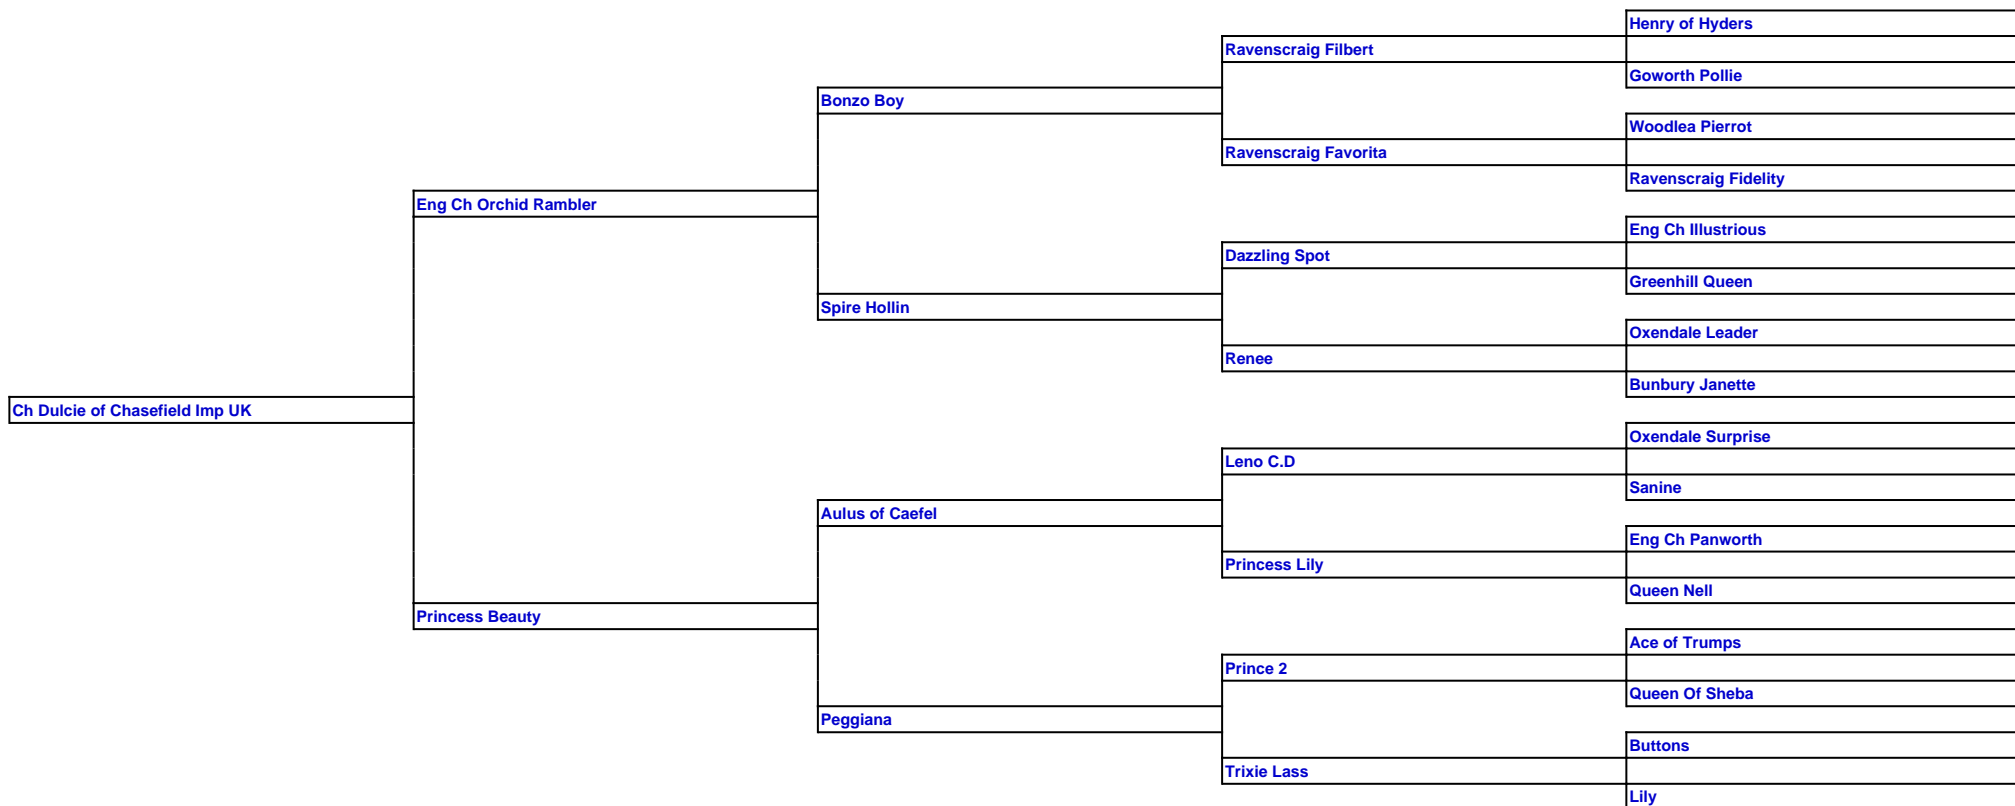 Henry of Hyders
Ravenscraig Filbert
Goworth Pollie
Bonzo Boy
Woodlea Pierrot
Ravenscraig Favorita
Ravenscraig Fidelity
Eng Ch Orchid Rambler
Eng Ch Illustrious
Dazzling Spot
Greenhill Queen
Spire Hollin
Oxendale Leader
Renee
Bunbury Janette
Ch Dulcie of Chasefield Imp UK
Oxendale Surprise
Leno C.D
Sanine
Aulus of Caefel
Eng Ch Panworth
Princess Lily
Queen Nell
Princess Beauty
Ace of Trumps
Prince 2
Queen Of Sheba
Peggiana
Buttons
Trixie Lass
Lily